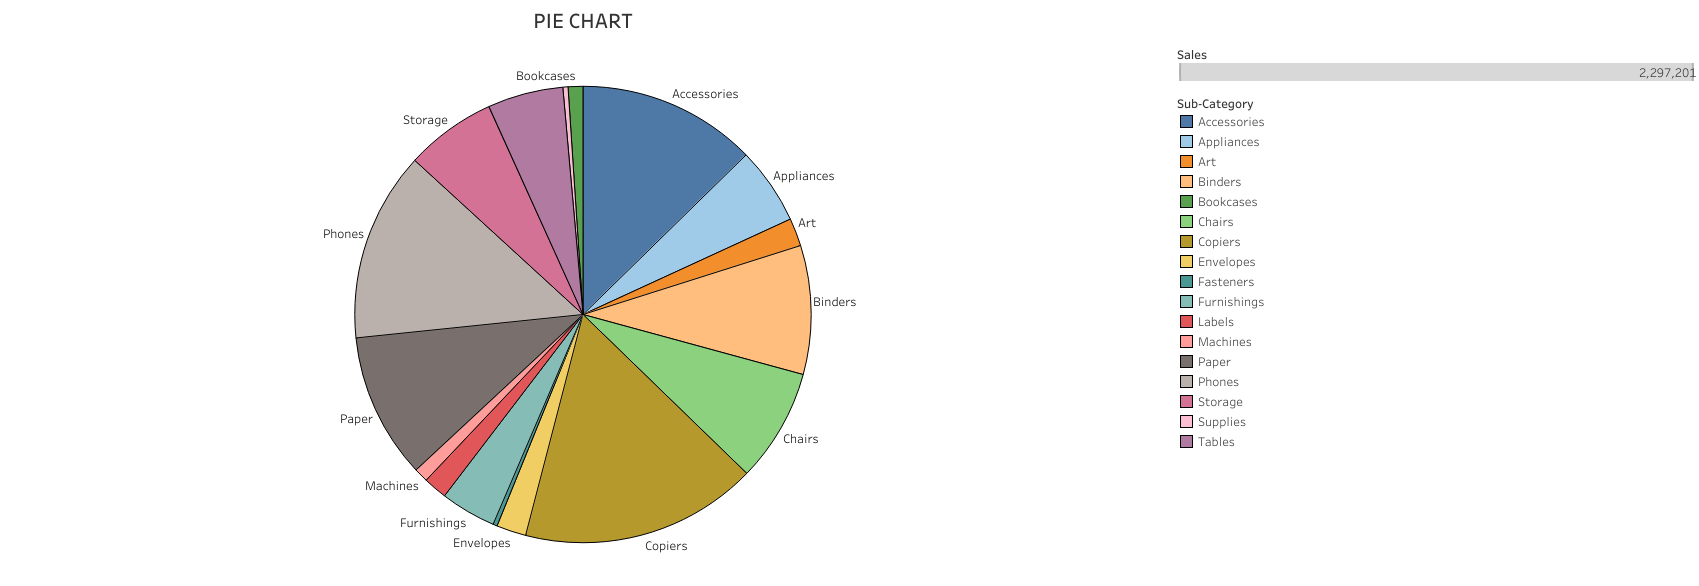 PIE CHART
Bookcases
Accessories
Storage
Appliances
Art
Phones
Binders
Paper
Chairs
Machines
Furnishings
Envelopes
Copiers
Sales
2,297,201
Sub-Category
Accessories
Appliances
Art
Binders
Bookcases
Chairs
Copiers
Envelopes
Fasteners
Furnishings
Labels
Machines
Paper
Phones
Storage
Supplies
Tables